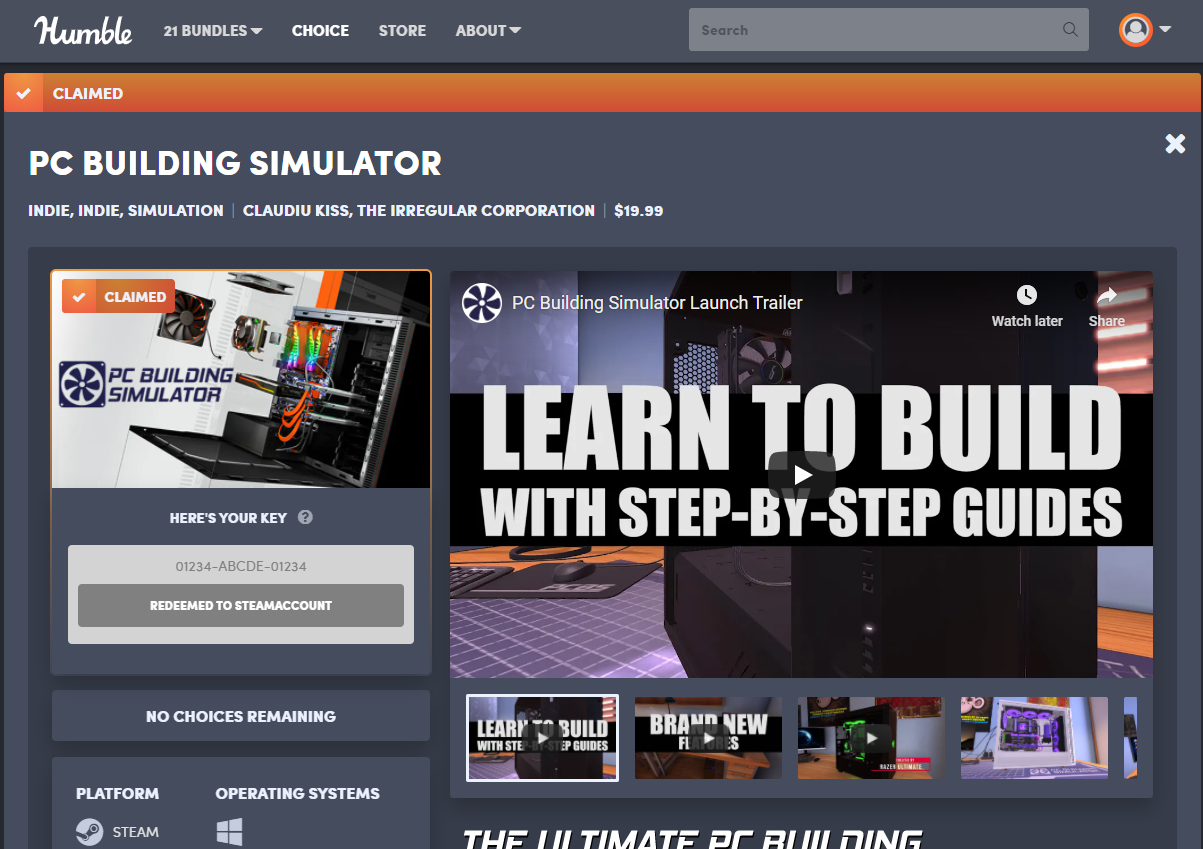 Humble
21 BUNDLES
CHOICE
STORE
ABOUT
Search
CLAIMED
PC BUILDING SIMULATOR
INDIE, INDIE, SIMULATION | CLAUDIU KISS, THE IRREGULAR CORPORATION | $19.99
CLAIMED
PC BUILDING
SIMULATOR
HERE'S YOUR KEY ?
01234-ABCDE-01234
REDEEMED TO STEAMACCOUNT
NO CHOICES REMAINING
PLATFORM
STEAM
OPERATING SYSTEMS
PC Building Simulator Launch Trailer
Watch later
Share
LEARN TO BUILD
WITH STEP-BY-STEP GUIDES
PCBS
LEARN TO BUILD
WITH STEP-BY-STEP GUIDES
BRAND NEW
FEATURES
RAZER ULTIMATE
THE ULTIMATE PC BUILDING